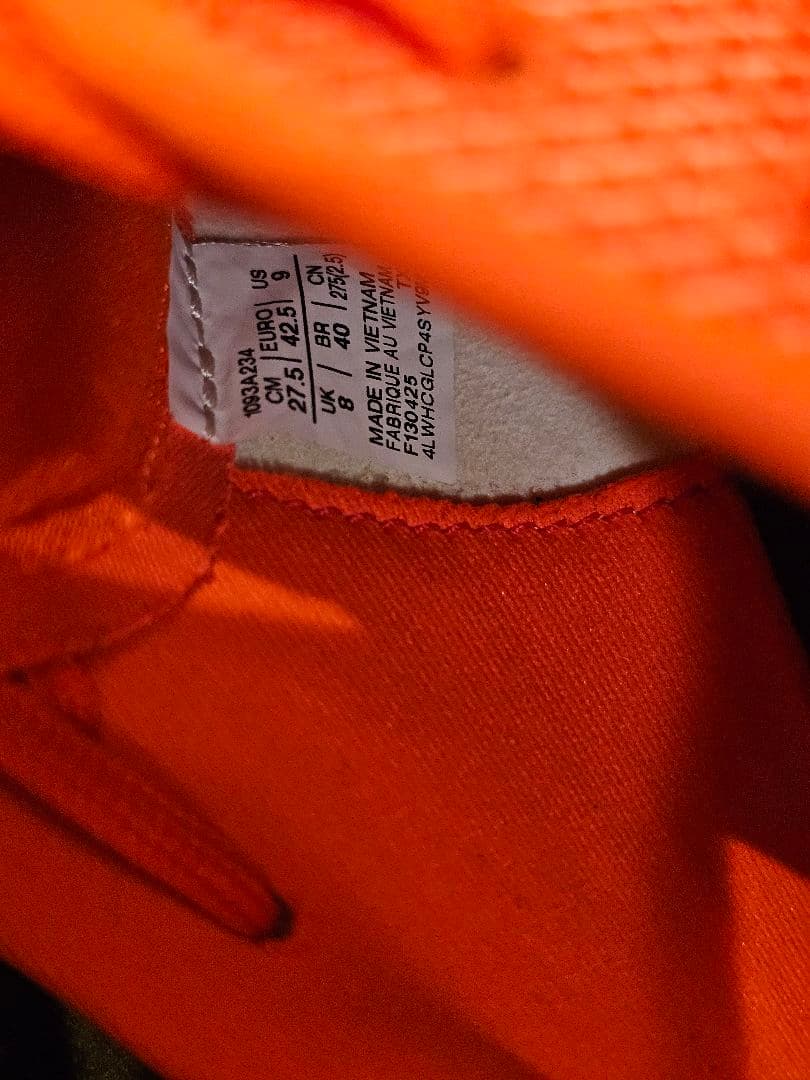 1093A234
CM | EURO | US
27.5 | 42.5 | 9
UK / BR | CN
8 40 | 275(2.5)
MADE IN VIETNAM
FABRIQUE AU VIETNAM
F130425
4LWHCGLCP4SYV9